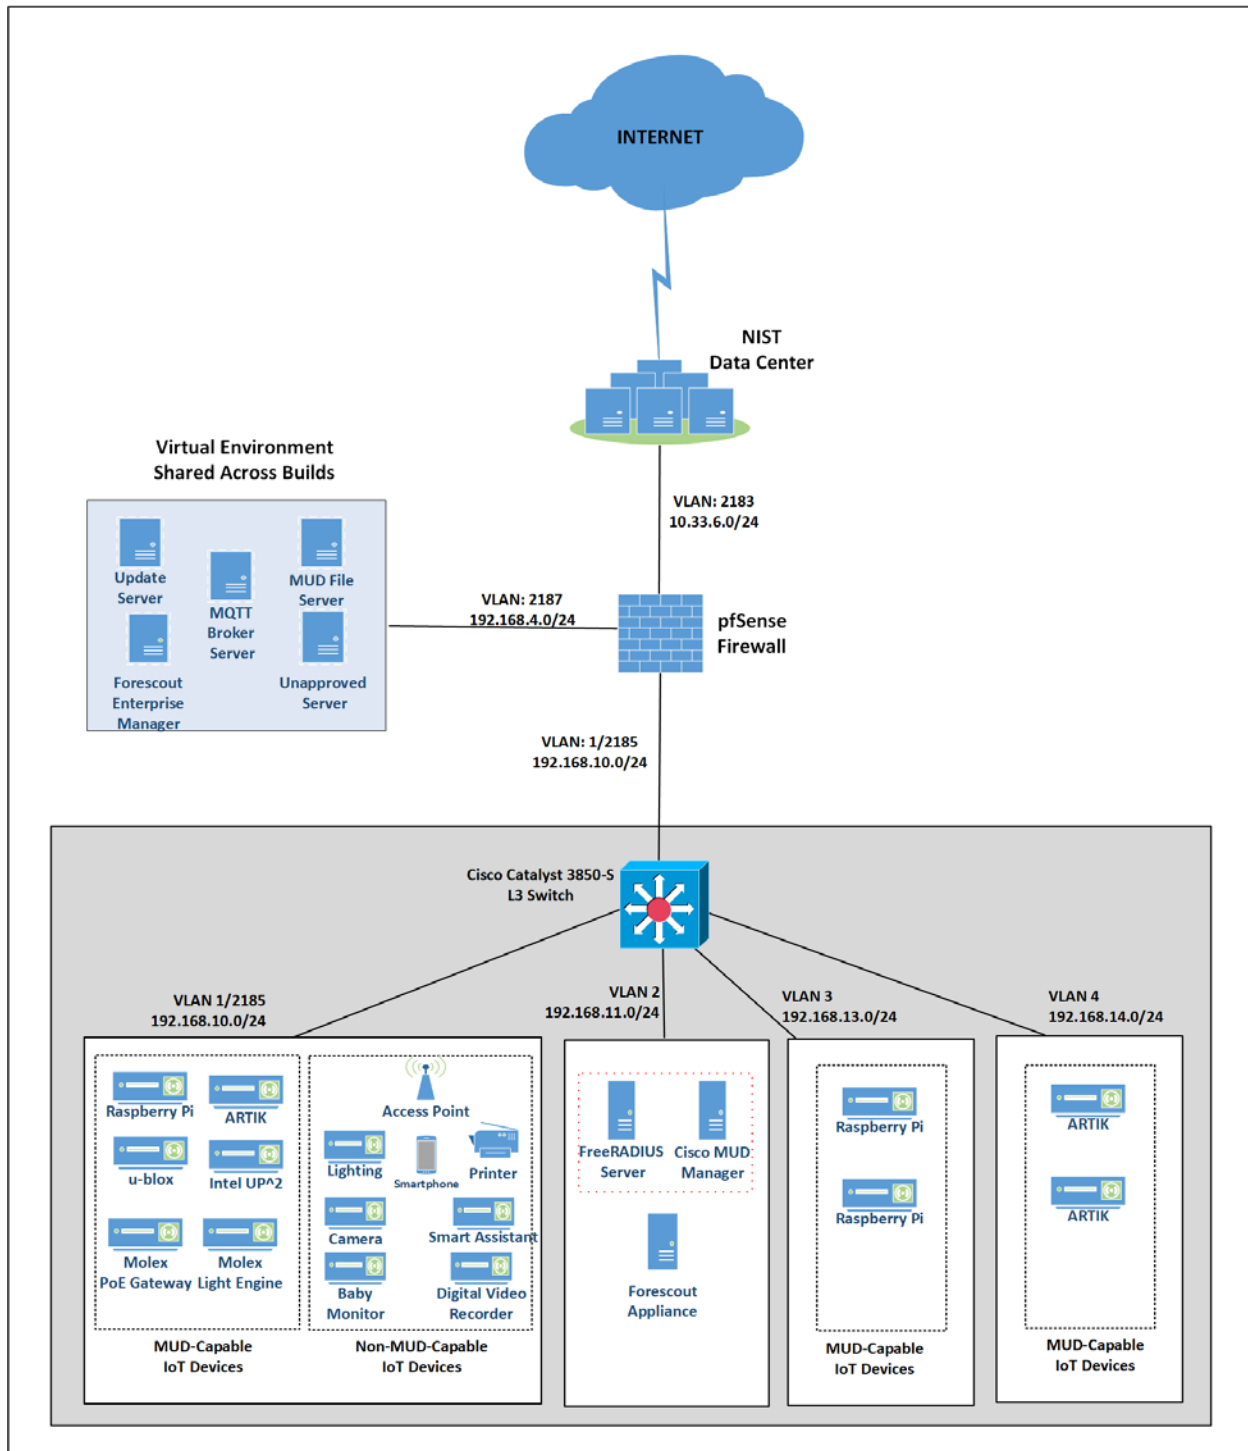 INTERNET
NIST
Data Center
Virtual Environment
Shared Across Builds
VLAN: 2183
10.33.6.0/24
Update
Server
MQTT
Broker
Server
MUD File
Server
Forescout
Enterprise
Manager
Unapproved
Server
VLAN: 2187
192.168.4.0/24
pfSense
Firewall
VLAN: 1/2185
192.168.10.0/24
Cisco Catalyst 3850-S
L3 Switch
VLAN 1/2185
192.168.10.0/24
VLAN 2
192.168.11.0/24
VLAN 3
192.168.13.0/24
VLAN 4
192.168.14.0/24
Raspberry Pi
ARTIK
u-blox
Intel UP^2
Molex
PoE Gateway
Molex
Light Engine
MUD-Capable
IoT Devices
Access Point
Lighting
Smartphone
Printer
Camera
Smart Assistant
Baby
Monitor
Digital Video
Recorder
Non-MUD-Capable
IoT Devices
FreeRADIUS
Server
Cisco MUD
Manager
Forescout
Appliance
Raspberry Pi
Raspberry Pi
MUD-Capable
IoT Devices
ARTIK
ARTIK
MUD-Capable
IoT Devices